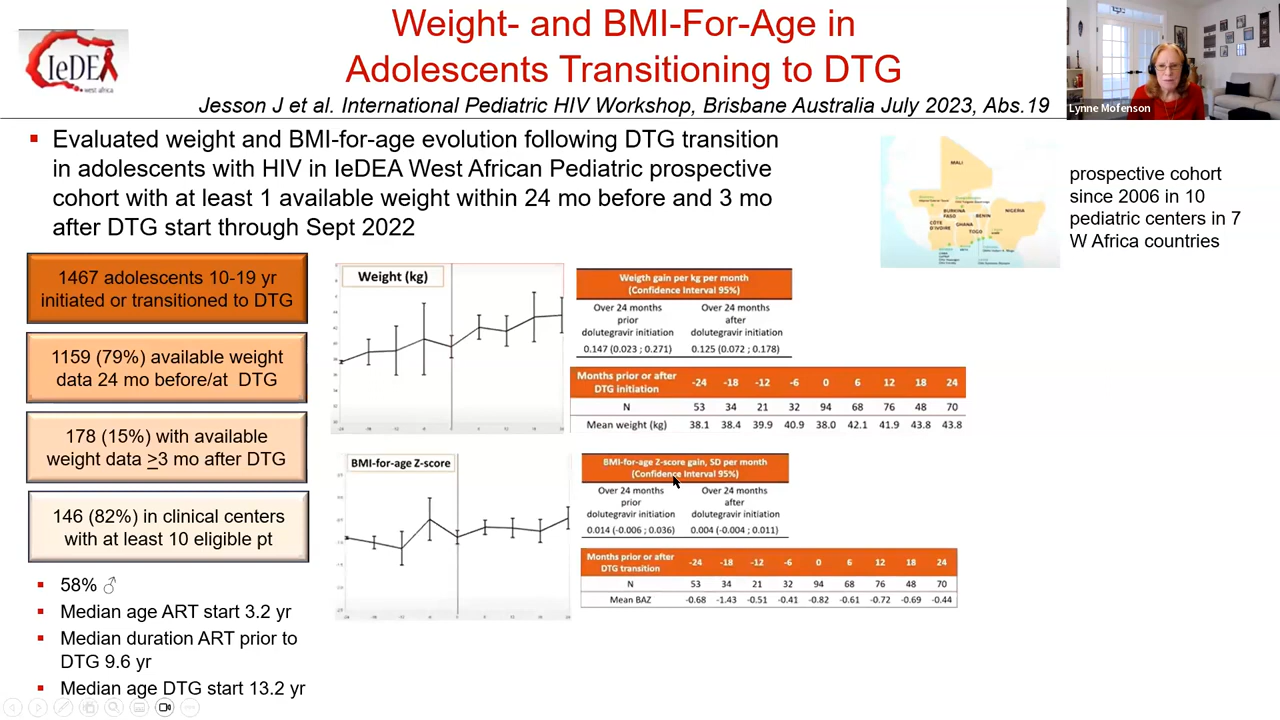 Weight- and BMI-For-Age in
Adolescents Transitioning to DTG
IeDEA
west africa
Jesson J et al. International Pediatric HIV Workshop, Brisbane Australia July 2023, Abs.19
Lynne Mofenson
▪ Evaluated weight and BMI-for-age evolution following DTG transition
in adolescents with HIV in IeDEA West African Pediatric prospective
cohort with at least 1 available weight within 24 mo before and 3 mo
after DTG start through Sept 2022
MALI
BURKINA
FASO
BENIN
NIGERIA
CÔTE
D'IVOIRE
GHANA
TOGO
prospective cohort
since 2006 in 10
pediatric centers in 7
W Africa countries
1467 adolescents 10-19 yr
initiated or transitioned to DTG
1159 (79%) available weight
data 24 mo before/at DTG
178 (15%) with available
weight data >3 mo after DTG
146 (82%) in clinical centers
with at least 10 eligible pt
▪ 58% ♂
▪ Median age ART start 3.2 yr
▪ Median duration ART prior to
DTG 9.6 yr
▪ Median age DTG start 13.2 yr
Weight (kg)
Weigth gain per kg per month
(Confidence Interval 95%)
Over 24 months prior dolutegravir initiation
Over 24 months after dolutegravir initiation
0.147 (0.023 ; 0.271) 0.125 (0.072 ; 0.178)
Months prior or after DTG initiation -24 -18 -12 -6 0 6 12 18 24
N 53 34 21 32 94 68 76 48 70
Mean weight (kg) 38.1 38.4 39.9 40.9 38.0 42.1 41.9 43.8 43.8
BMI-for-age Z-score
BMI-for-age Z-score gain, SD per month
(Confidence Interval 95%)
Over 24 months prior dolutegravir initiation
Over 24 months after dolutegravir initiation
0.014 (-0.006 ; 0.036) 0.004 (-0.004 ; 0.011)
Months prior or after DTG transition -24 -18 -12 -6 0 6 12 18 24
N 53 34 21 32 94 68 76 48 70
Mean BAZ -0.68 -1.43 -0.51 -0.41 -0.82 -0.61 -0.72 -0.69 -0.44